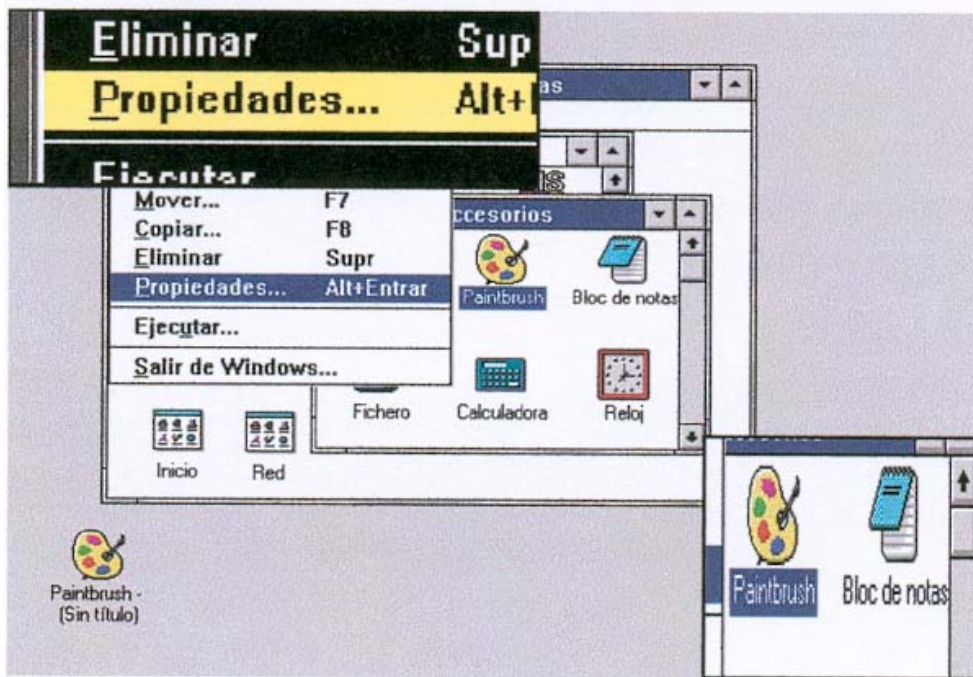 Eliminar Sup
Propiedades... Alt+
Ejecutar
as
Mover... F7
Copiar... F8
Eliminar Supr
Propiedades... Alt+Entrar
Ejecutar...
Salir de Windows...
ccesorios
Paintbrush Bloc de notas
Fichero Calculadora Reloj
Inicio Red
Paintbrush -
(Sin título)
Paintbrush Bloc de notas